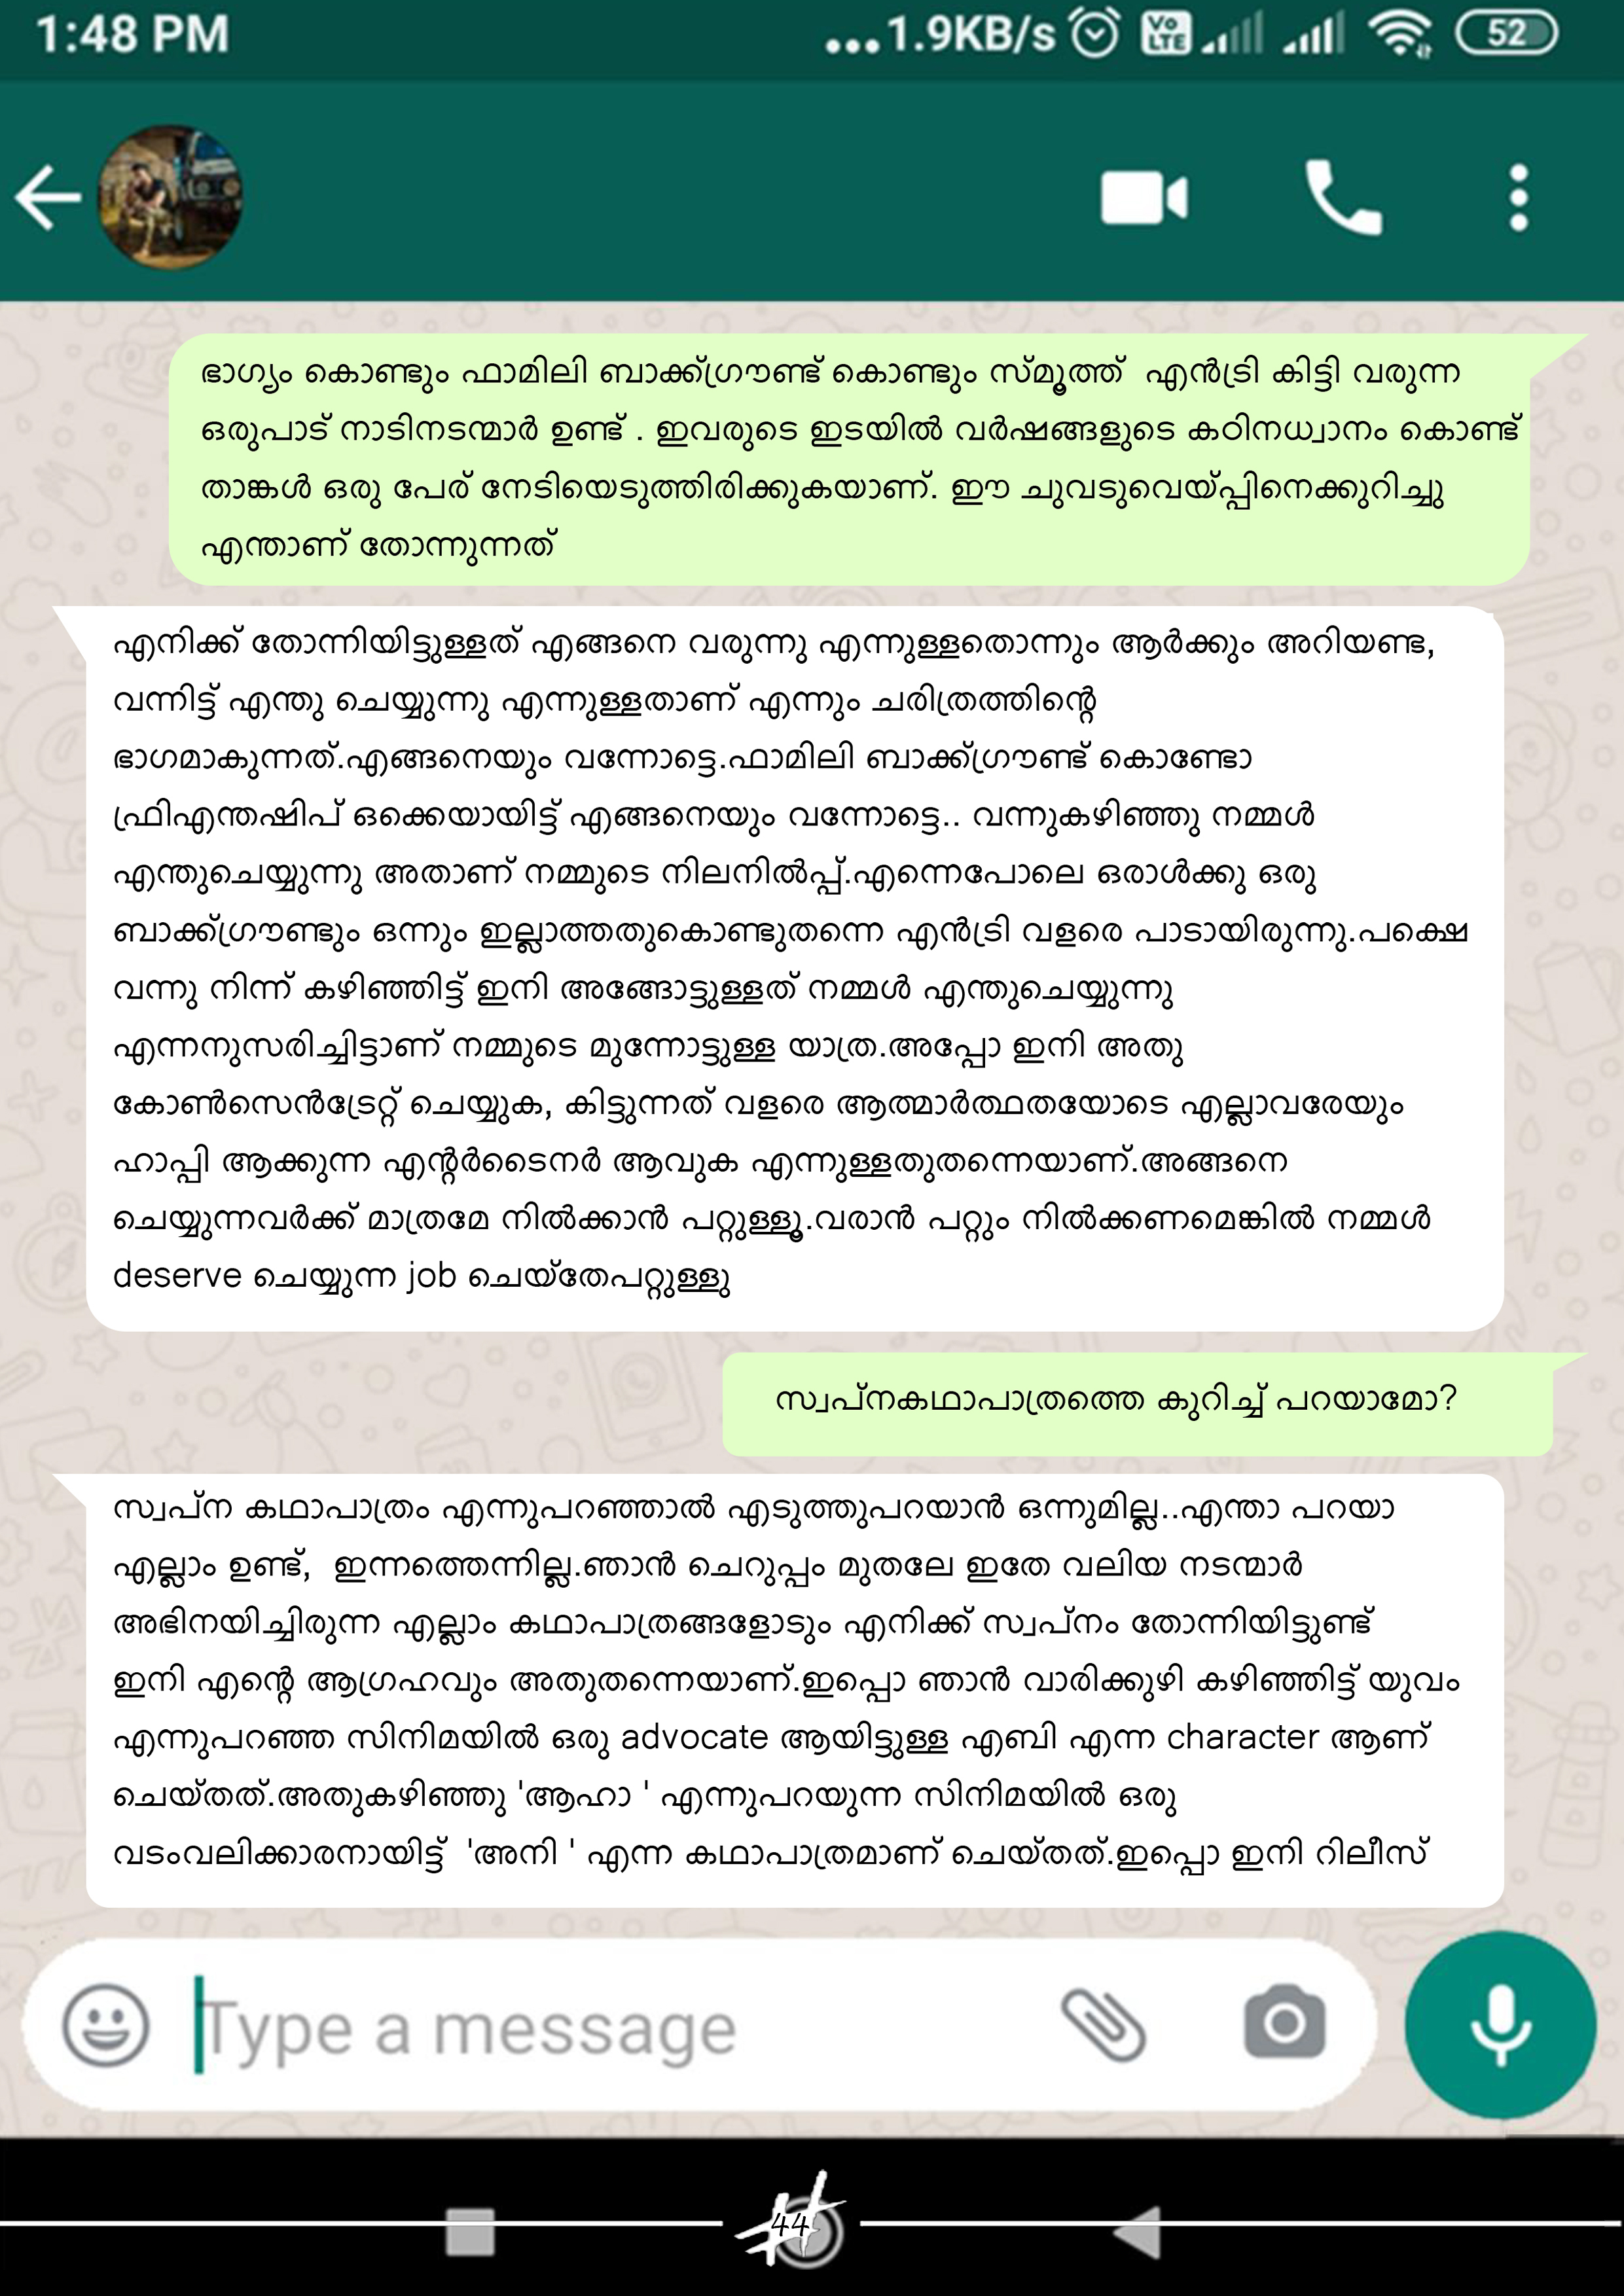 1:48 PM
...1.9KB/s Vo LTE 52
ഭാഗ്യം കൊണ്ടും ഫാമിലി ബാക്ക്ഗ്രൗണ്ട് കൊണ്ടും സ്മൂത്ത് എൻട്രി കിട്ടി വരുന്ന
ഒരുപാട് നാടിനടന്മാർ ഉണ്ട് . ഇവരുടെ ഇടയിൽ വർഷങ്ങളുടെ കഠിനധ്വാനം കൊണ്ട്
താങ്കൾ ഒരു പേര് നേടിയെടുത്തിരിക്കുകയാണ്. ഈ ചുവടുവെയ്പ്പിനെക്കുറിച്ചു
എന്താണ് തോന്നുന്നത്
എനിക്ക് തോന്നിയിട്ടുള്ളത് എങ്ങനെ വരുന്നു എന്നുള്ളതൊന്നും ആർക്കും അറിയണ്ട,
വന്നിട്ട് എന്തു ചെയ്യുന്നു എന്നുള്ളതാണ് എന്നും ചരിത്രത്തിന്റെ
ഭാഗമാകുന്നത്.എങ്ങനെയും വന്നോട്ടെ.ഫാമിലി ബാക്ക്ഗ്രൗണ്ട് കൊണ്ടോ
ഫ്രിഎന്തഷിപ് ഒക്കെയായിട്ട് എങ്ങനെയും വന്നോട്ടെ.. വന്നുകഴിഞ്ഞു നമ്മൾ
എന്തുചെയ്യുന്നു അതാണ് നമ്മുടെ നിലനിൽപ്പ്.എന്നെപോലെ ഒരാൾക്കു ഒരു
ബാക്ക്ഗ്രൗണ്ടും ഒന്നും ഇല്ലാത്തതുകൊണ്ടുതന്നെ എൻട്രി വളരെ പാടായിരുന്നു.പക്ഷെ
വന്നു നിന്ന് കഴിഞ്ഞിട്ട് ഇനി അങ്ങോട്ടുള്ളത് നമ്മൾ എന്തുചെയ്യുന്നു
എന്നനുസരിച്ചിട്ടാണ് നമ്മുടെ മുന്നോട്ടുള്ള യാത്ര.അപ്പോ ഇനി അതു
കോൺസെൻട്രേറ്റ് ചെയ്യുക, കിട്ടുന്നത് വളരെ ആത്മാർത്ഥതയോടെ എല്ലാവരേയും
ഹാപ്പി ആക്കുന്ന എന്റർടൈനർ ആവുക എന്നുള്ളതുതന്നെയാണ്.അങ്ങനെ
ചെയ്യുന്നവർക്ക് മാത്രമേ നിൽക്കാൻ പറ്റുള്ളൂ.വരാൻ പറ്റും നിൽക്കണമെങ്കിൽ നമ്മൾ
deserve ചെയ്യുന്ന job ചെയ്തേപറ്റുള്ളു
സ്വപ്നകഥാപാത്രത്തെ കുറിച്ച് പറയാമോ?
സ്വപ്ന കഥാപാത്രം എന്നുപറഞ്ഞാൽ എടുത്തുപറയാൻ ഒന്നുമില്ല..എന്താ പറയാ
എല്ലാം ഉണ്ട്, ഇന്നത്തെന്നില്ല.ഞാൻ ചെറുപ്പം മുതലേ ഇതേ വലിയ നടന്മാർ
അഭിനയിച്ചിരുന്ന എല്ലാം കഥാപാത്രങ്ങളോടും എനിക്ക് സ്വപ്നം തോന്നിയിട്ടുണ്ട്
ഇനി എന്റെ ആഗ്രഹവും അതുതന്നെയാണ്.ഇപ്പൊ ഞാൻ വാരിക്കുഴി കഴിഞ്ഞിട്ട് യുവം
എന്നുപറഞ്ഞ സിനിമയിൽ ഒരു advocate ആയിട്ടുള്ള എബി എന്ന character ആണ്
ചെയ്തത്.അതുകഴിഞ്ഞു 'ആഹാ ' എന്നുപറയുന്ന സിനിമയിൽ ഒരു
വടംവലിക്കാരനായിട്ട് 'അനി ' എന്ന കഥാപാത്രമാണ് ചെയ്തത്.ഇപ്പൊ ഇനി റിലീസ്
Type a message
44